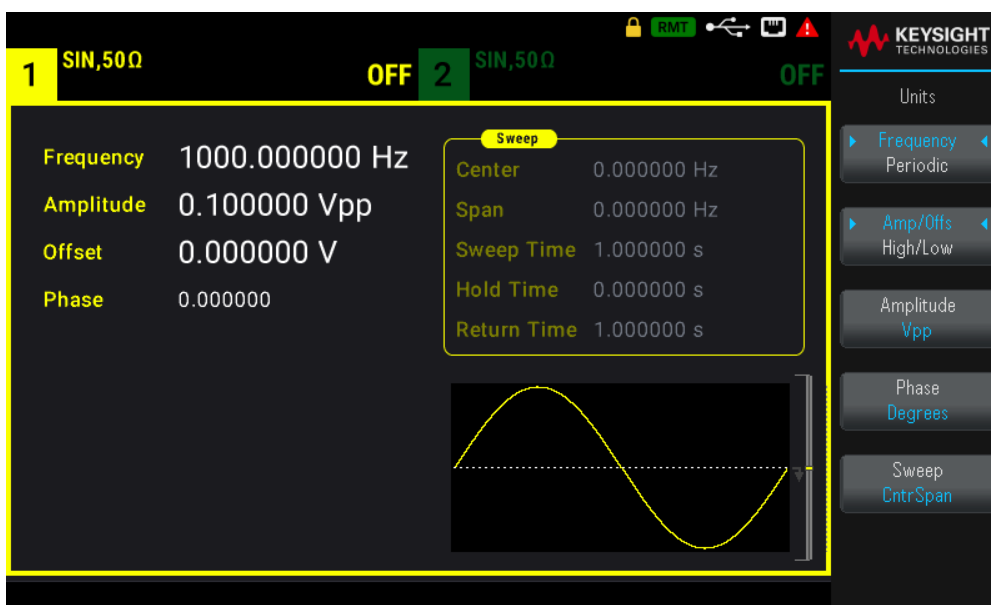 RMT
KEYSIGHT
TECHNOLOGIES
1 SIN,50Ω OFF
2 SIN,50Ω OFF
Units
Frequency 1000.000000 Hz
Amplitude 0.100000 Vpp
Offset 0.000000 V
Phase 0.000000
Sweep
Center 0.000000 Hz
Span 0.000000 Hz
Sweep Time 1.000000 s
Hold Time 0.000000 s
Return Time 1.000000 s
Frequency
Periodic
Amp/Offs
High/Low
Amplitude
Vpp
Phase
Degrees
Sweep
CntrSpan